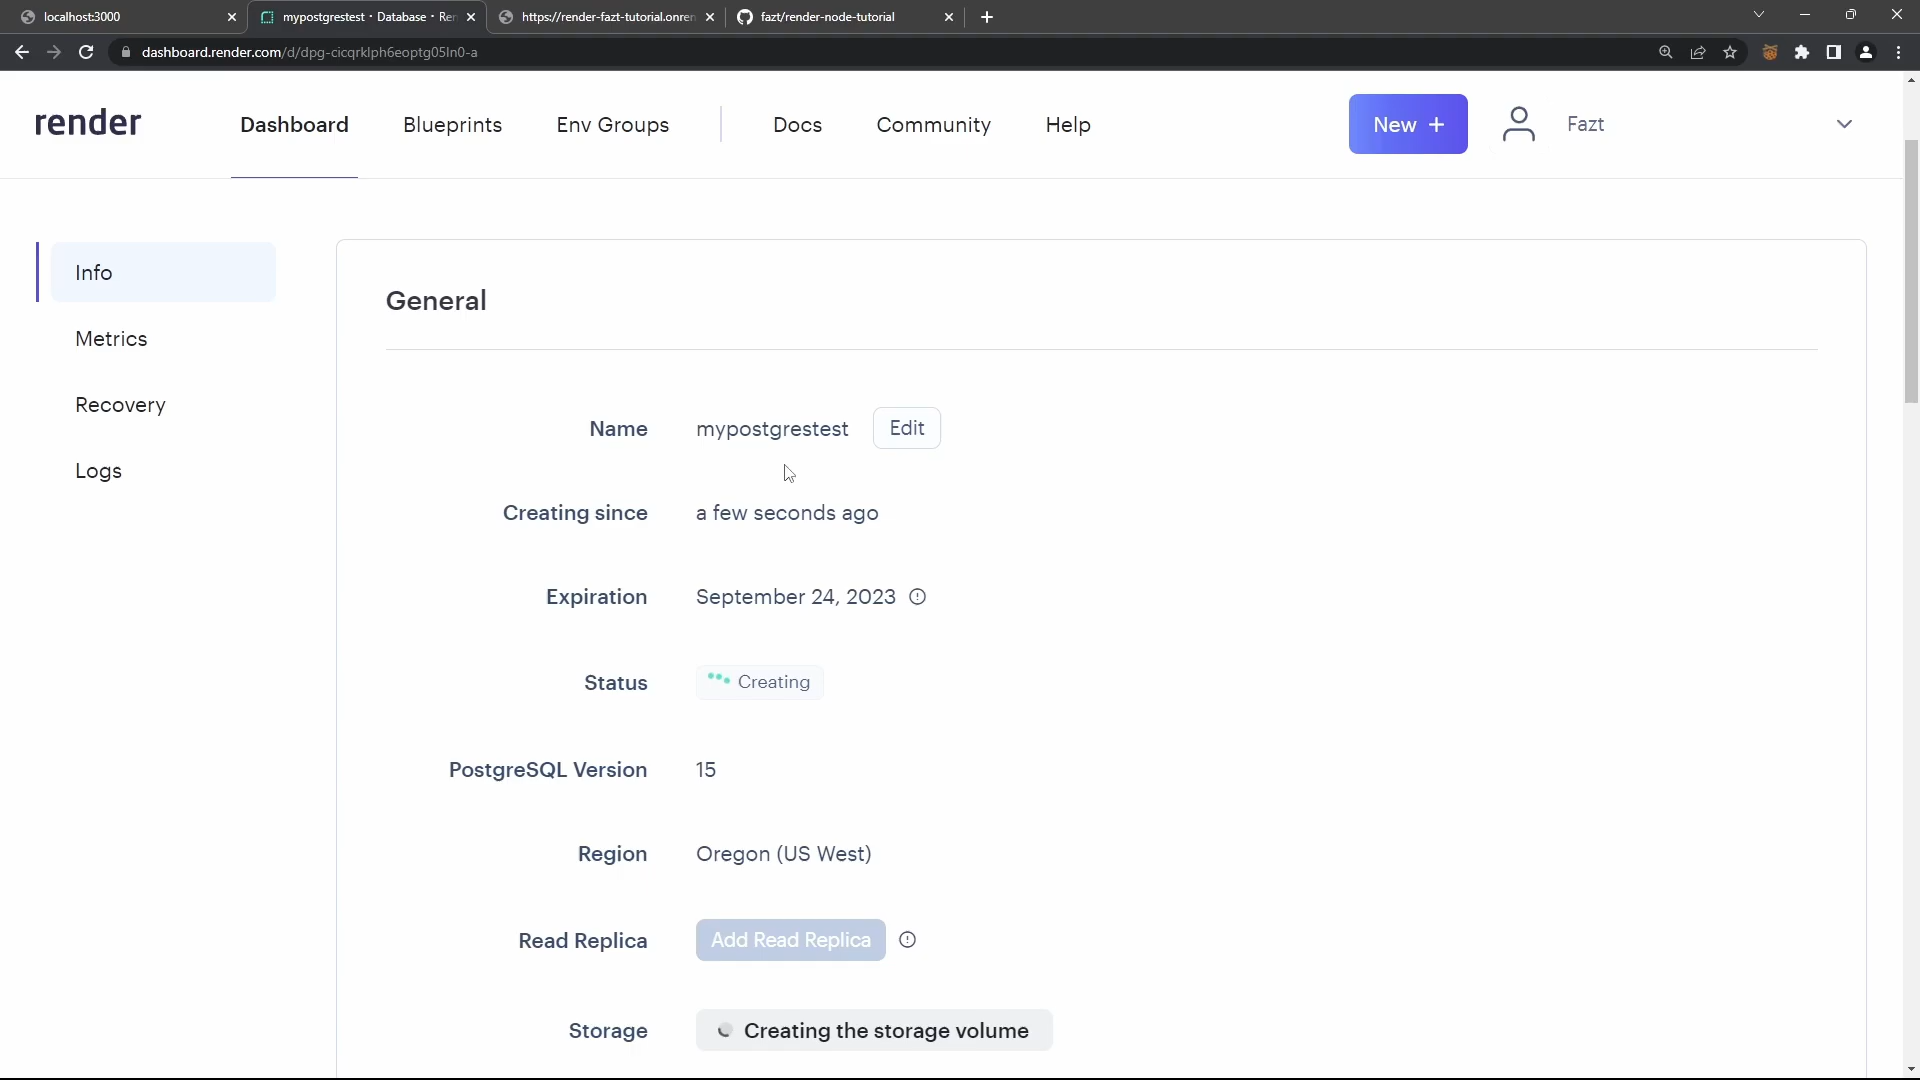 localhost:3000
mypostgrestest · Database · Ren
https://render-fazt-tutorial.onren
fazt/render-node-tutorial
dashboard.render.com/d/dpg-cicqrklph6eoptg05ln0-a
render
Dashboard
Blueprints
Env Groups
Docs
Community
Help
New +
Fazt
Info
Metrics
Recovery
Logs
General
Name mypostgrestest Edit
Creating since a few seconds ago
Expiration September 24, 2023
Status Creating
PostgreSQL Version 15
Region Oregon (US West)
Read Replica Add Read Replica
Storage Creating the storage volume